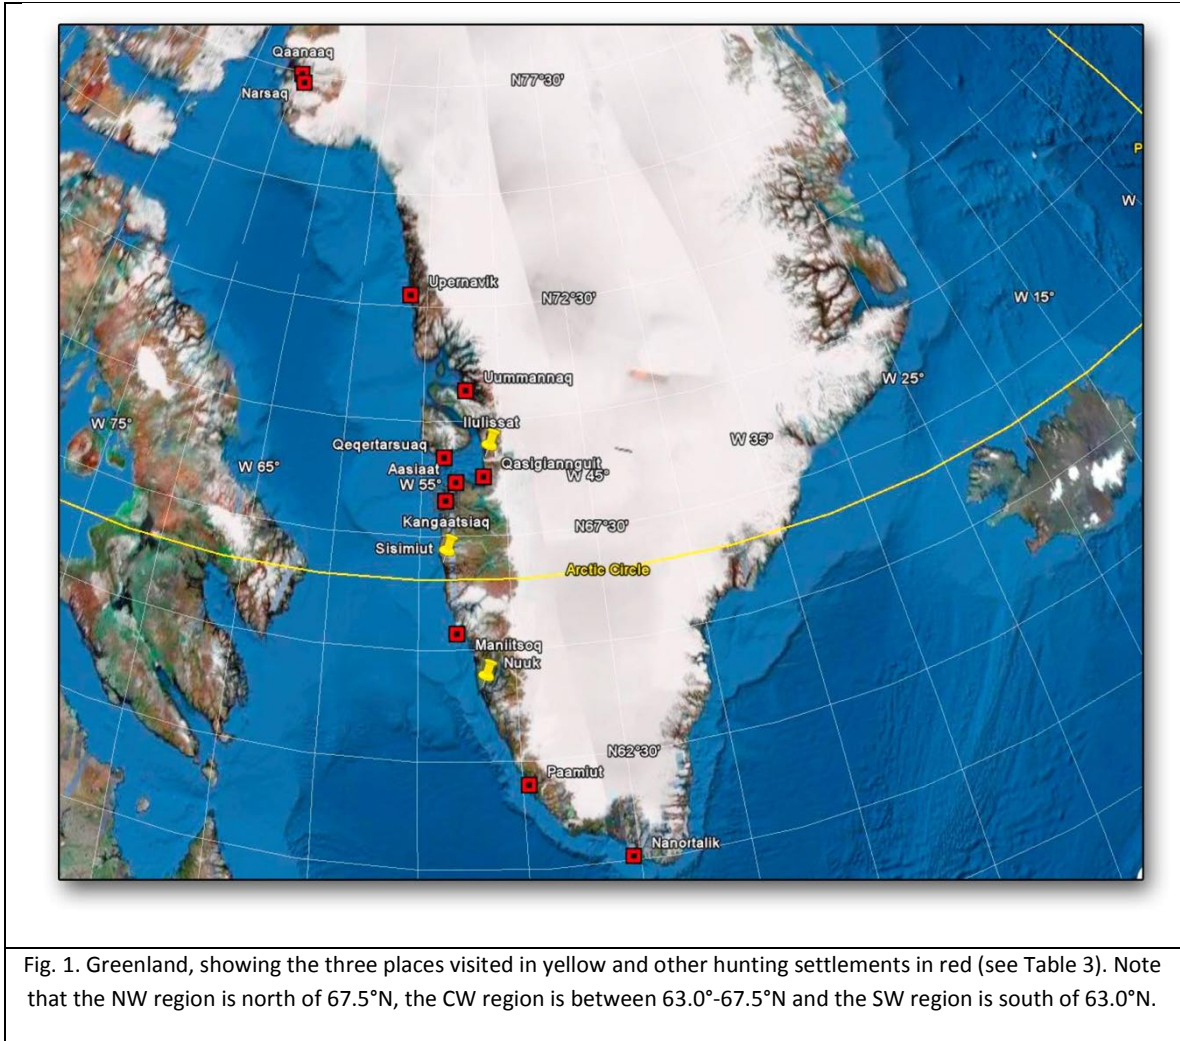 Qaanaaq
Narsaq
N77°30'
P
W
Upernavik
N72°30'
W 15°
Uummannaq
W 25°
Ilulissat
W 75°
Qeqertarsuaq
W 35°
Qasigiannguit
W 65°
Aasiaat
W 45°
W 55°
Kangaatsiaq
N67°30'
Sisimiut
Arctic Circle
Maniitsoq
Nuuk
N62°30'
Paamiut
Nanortalik
Fig. 1. Greenland, showing the three places visited in yellow and other hunting settlements in red (see Table 3). Note
that the NW region is north of 67.5°N, the CW region is between 63.0°-67.5°N and the SW region is south of 63.0°N.